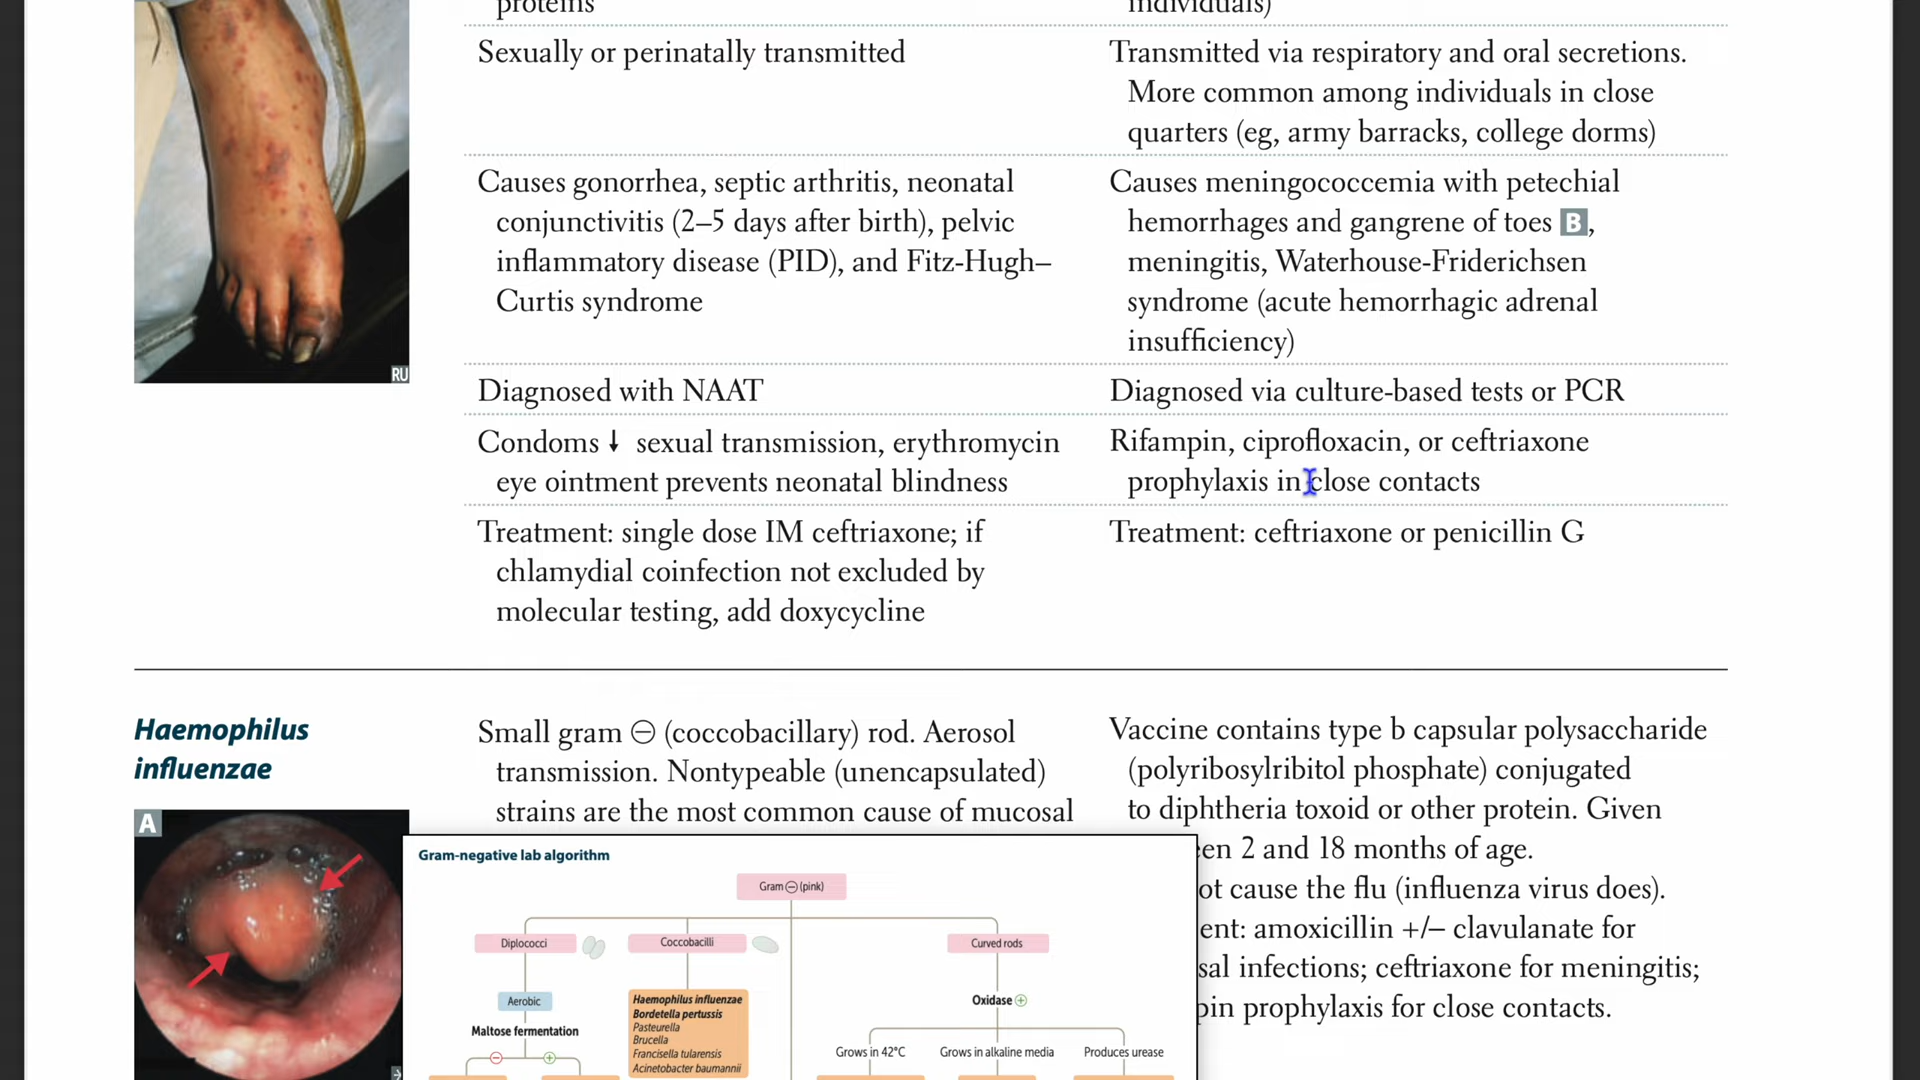 proteins
individuals)
Sexually or perinatally transmitted
Transmitted via respiratory and oral secretions.
More common among individuals in close
quarters (eg, army barracks, college dorms)
Causes gonorrhea, septic arthritis, neonatal
conjunctivitis (2–5 days after birth), pelvic
inflammatory disease (PID), and Fitz-Hugh–
Curtis syndrome
Causes meningococcemia with petechial
hemorrhages and gangrene of toes B,
meningitis, Waterhouse-Friderichsen
syndrome (acute hemorrhagic adrenal
insufficiency)
RU
Diagnosed with NAAT
Diagnosed via culture-based tests or PCR
Condoms ↓ sexual transmission, erythromycin
eye ointment prevents neonatal blindness
Rifampin, ciprofloxacin, or ceftriaxone
prophylaxis in close contacts
Treatment: single dose IM ceftriaxone; if
chlamydial coinfection not excluded by
molecular testing, add doxycycline
Treatment: ceftriaxone or penicillin G
Haemophilus
influenzae
A
Small gram ⊖ (coccobacillary) rod. Aerosol
transmission. Nontypeable (unencapsulated)
strains are the most common cause of mucosal
Vaccine contains type b capsular polysaccharide
(polyribosylribitol phosphate) conjugated
to diphtheria toxoid or other protein. Given
een 2 and 18 months of age.
ot cause the flu (influenza virus does).
ent: amoxicillin +/– clavulanate for
sal infections; ceftriaxone for meningitis;
pin prophylaxis for close contacts.
Gram-negative lab algorithm
Gram ⊖ (pink)
Diplococci
Coccobacilli
Curved rods
Aerobic
Maltose fermentation
Haemophilus influenzae
Bordetella pertussis
Pasteurella
Brucella
Francisella tularensis
Acinetobacter baumannii
Oxidase ⊕
Grows in 42°C
Grows in alkaline media
Produces urease
⊖
⊕